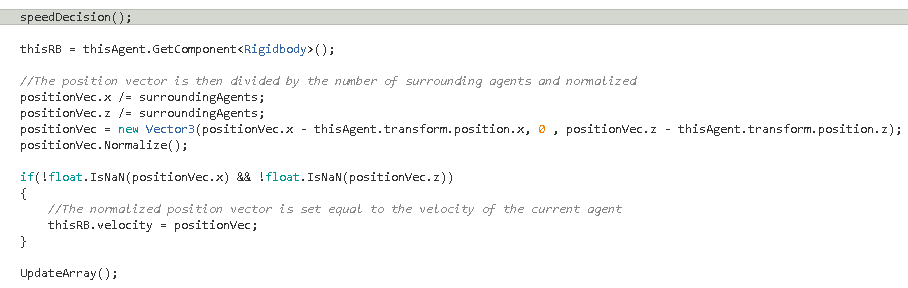 speedDecision();
thisRB = thisAgent.GetComponent<Rigidbody>();
//The position vector is then divided by the number of surrounding agents and normalized
positionVec.x /= surroundingAgents;
positionVec.z /= surroundingAgents;
positionVec = new Vector3(positionVec.x - thisAgent.transform.position.x, 0 , positionVec.z - thisAgent.transform.position.z);
positionVec.Normalize();
if(!float.IsNaN(positionVec.x) && !float.IsNaN(positionVec.z))
{
//The normalized position vector is set equal to the velocity of the current agent
thisRB.velocity = positionVec;
}
UpdateArray();